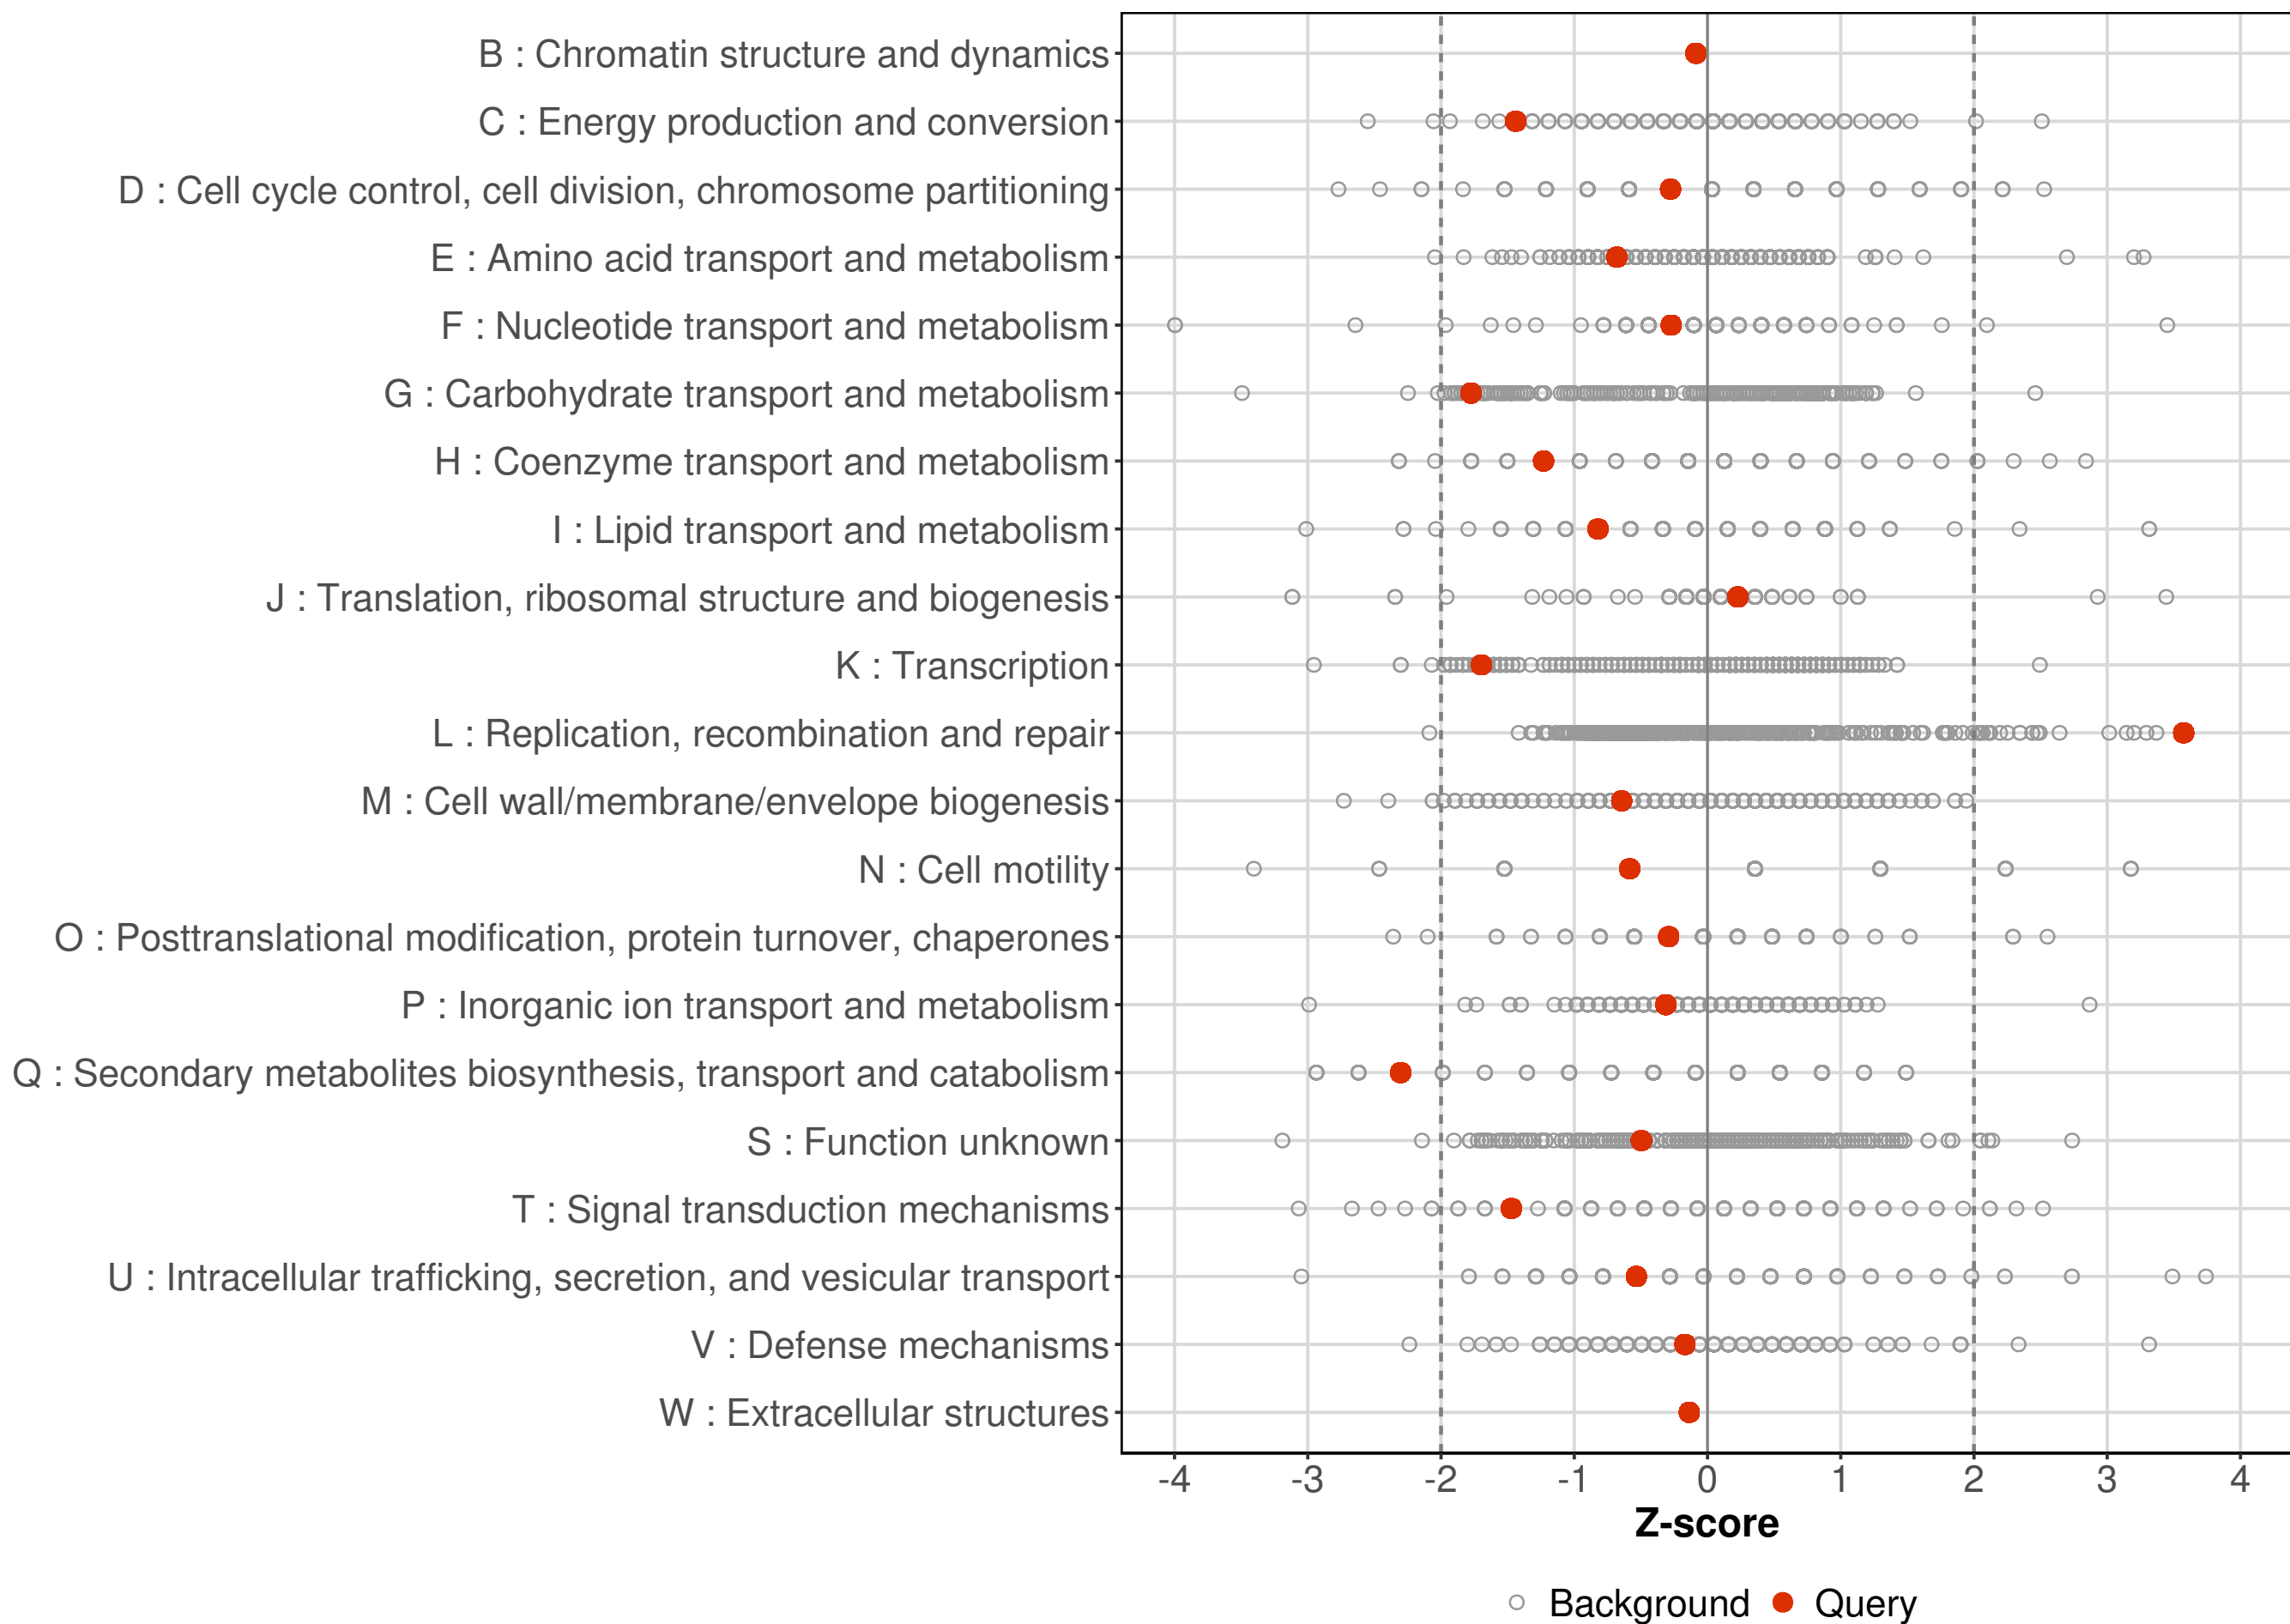 B : Chromatin structure and dynamics
C : Energy production and conversion
D : Cell cycle control, cell division, chromosome partitioning
E : Amino acid transport and metabolism
F : Nucleotide transport and metabolism
G : Carbohydrate transport and metabolism
H : Coenzyme transport and metabolism
I : Lipid transport and metabolism
J : Translation, ribosomal structure and biogenesis
K : Transcription
L : Replication, recombination and repair
M : Cell wall/membrane/envelope biogenesis
N : Cell motility
O : Posttranslational modification, protein turnover, chaperones
P : Inorganic ion transport and metabolism
Q : Secondary metabolites biosynthesis, transport and catabolism
S : Function unknown
T : Signal transduction mechanisms
U : Intracellular trafficking, secretion, and vesicular transport
V : Defense mechanisms
W : Extracellular structures
-4 -3 -2 -1 0 1 2 3 4
Z-score
Background Query